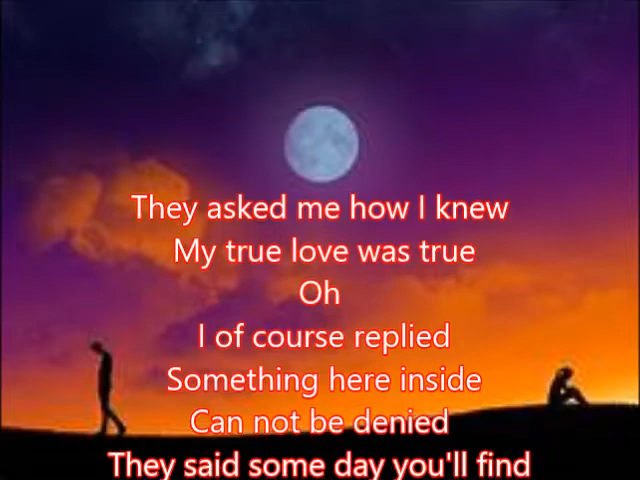 They asked me how I knew
My true love was true
Oh
I of course replied
Something here inside
Can not be denied
They said some day you'll find